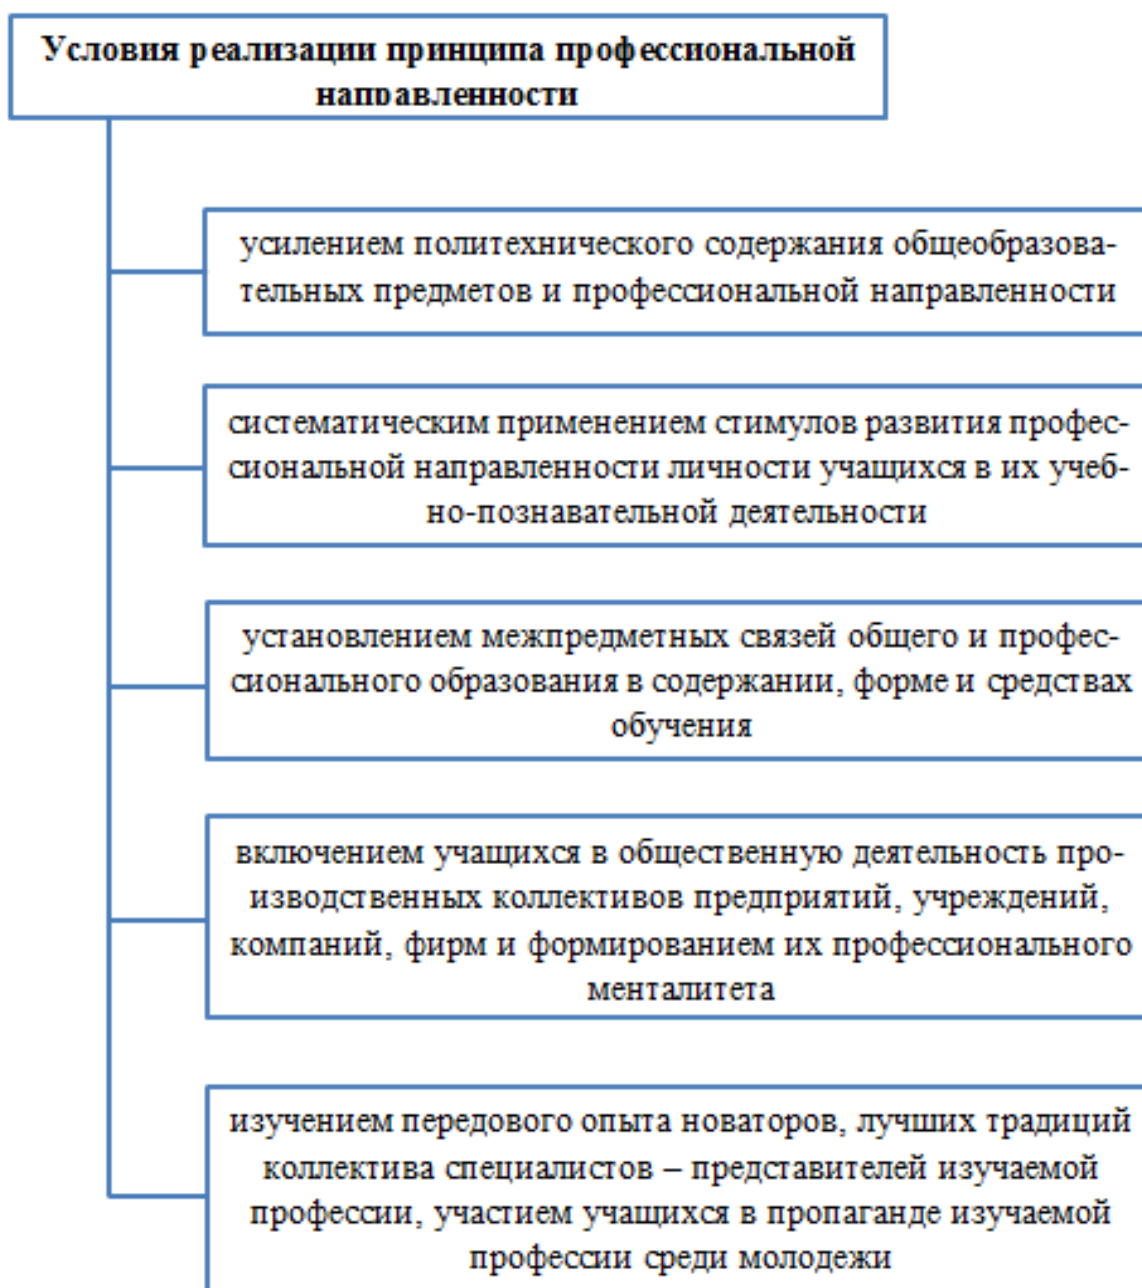 Условия реализации принципа профессиональной
направленности
усилением политехнического содержания общеобразова-
тельных предметов и профессиональной направленности
систематическим применением стимулов развития профес-
сиональной направленности личности учащихся в их учеб-
но-познавательной деятельности
установлением межпредметных связей общего и профес-
сионального образования в содержании, форме и средствах
обучения
включением учащихся в общественную деятельность про-
изводственных коллективов предприятий, учреждений,
компаний, фирм и формированием их профессионального
менталитета
изучением передового опыта новаторов, лучших традиций
коллектива специалистов – представителей изучаемой
профессии, участием учащихся в пропаганде изучаемой
профессии среди молодежи